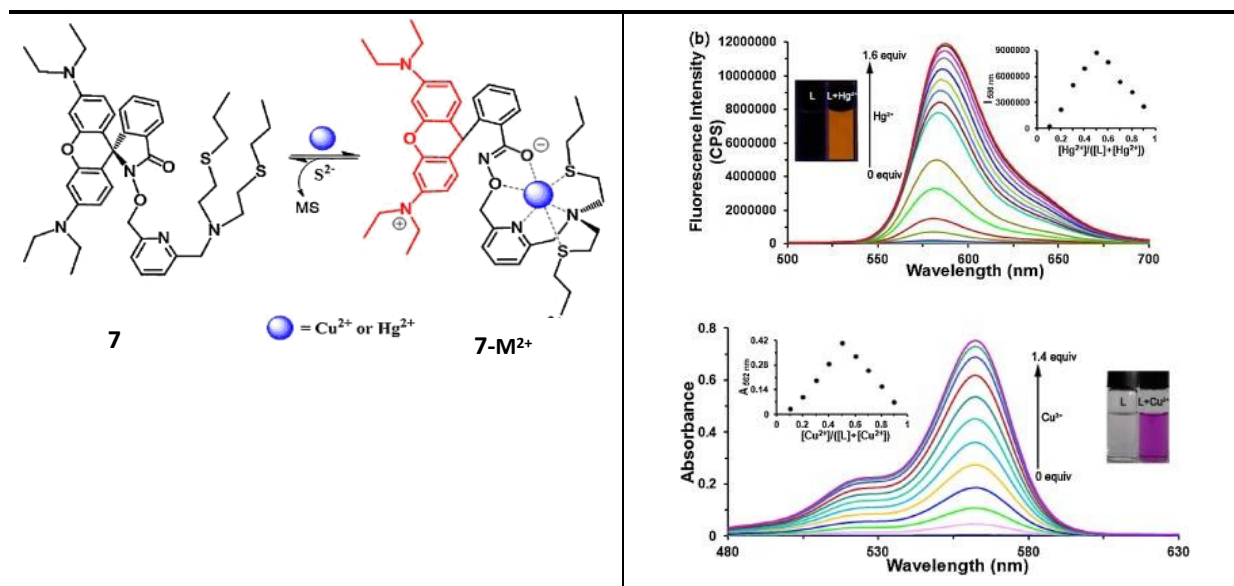 N
O
N
O
N
O
N
N
S
S
S²⁻
MS
N
O
N
⊕
N
O
O
⊖
N
N
S
S
= Cu²⁺ or Hg²⁺
7
7-M²⁺
(b)
Fluorescence Intensity
(CPS)
12000000
10000000
8000000
6000000
4000000
2000000
0
500
550
600
650
700
Wavelength (nm)
L
L+Hg²⁺
1.6 equiv
Hg²⁺
0 equiv
I 586 nm
9000000
6000000
3000000
0
0
0.2
0.4
0.6
0.8
1
[Hg²⁺]/([L]+[Hg²⁺])
Absorbance
0.8
0.6
0.4
0.2
0
480
530
580
630
Wavelength (nm)
A 562 nm
0.42
0.28
0.14
0
0
0.2
0.4
0.6
0.8
1
[Cu²⁺]/([L]+[Cu²⁺])
1.4 equiv
Cu²⁺
0 equiv
L
L+Cu²⁺